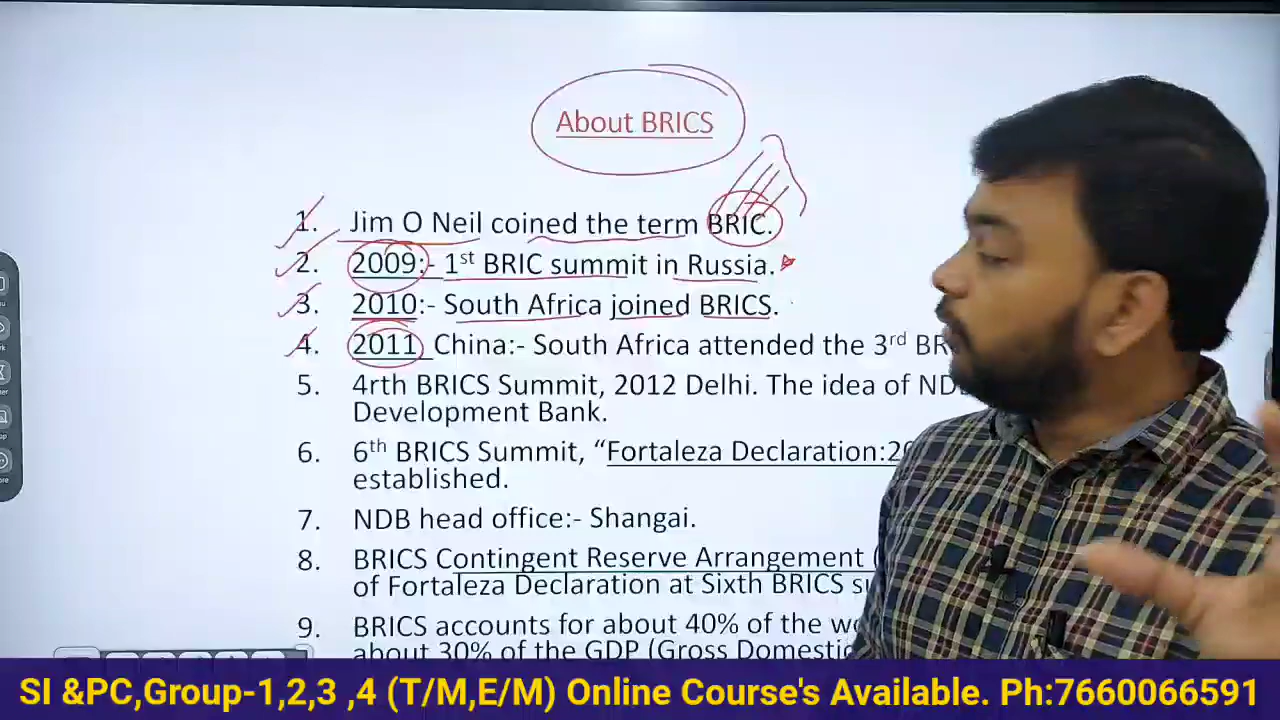 About BRICS
1. Jim O Neil coined the term BRIC.
2. 2009:- 1st BRIC summit in Russia.
3. 2010:- South Africa joined BRICS.
4. 2011 China:- South Africa attended the 3rd
5. 4rth BRICS Summit, 2012 Delhi. The idea of
Development Bank.
6. 6th BRICS Summit, “Fortaleza Declaration:
established.
7. NDB head office:- Shangai.
8. BRICS Contingent Reserve Arrangement (
of Fortaleza Declaration at Sixth BRICS
9. BRICS accounts for about 40% of the
about 30% of the GDP (Gross
SI &PC,Group-1,2,3 ,4 (T/M,E/M) Online Course's Available. Ph:7660066591